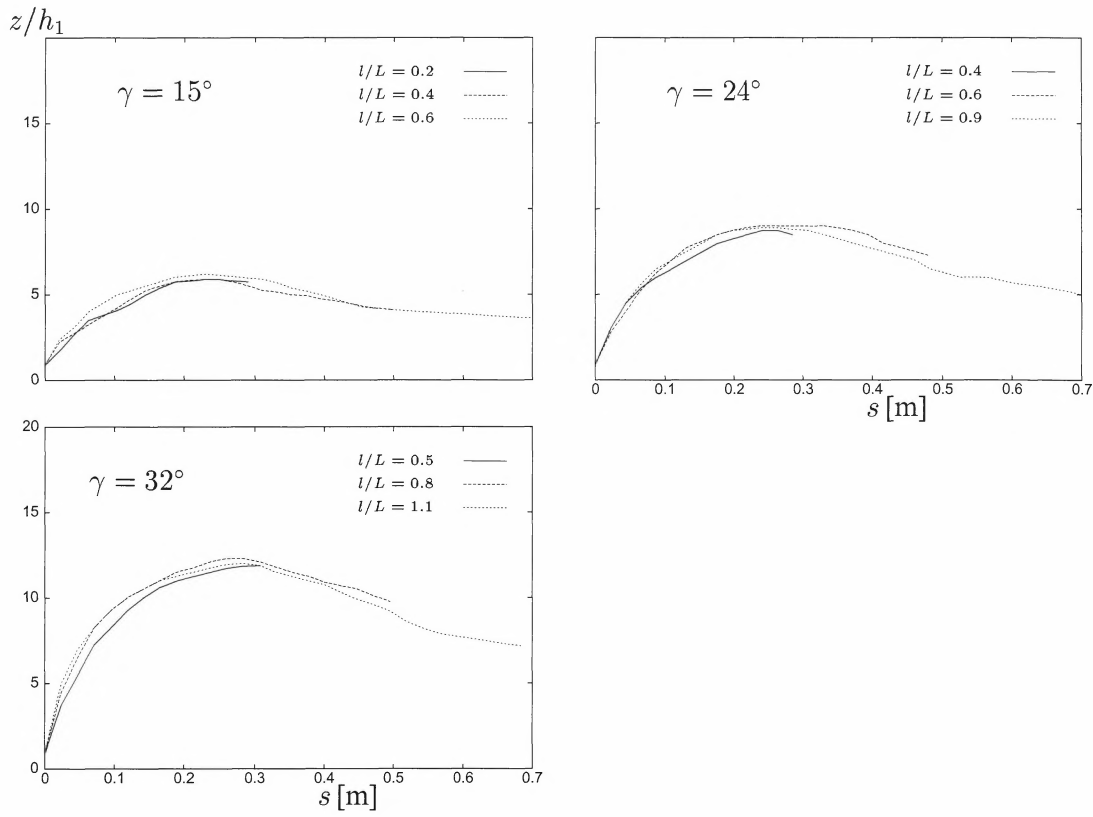 z/h₁
γ = 15°
l/L = 0.2
l/L = 0.4
l/L = 0.6
15
10
5
0
γ = 24°
l/L = 0.4
l/L = 0.6
l/L = 0.9
0 0.1 0.2 0.3 0.4 0.5 0.6 0.7
s [m]
20
15
10
5
0
γ = 32°
l/L = 0.5
l/L = 0.8
l/L = 1.1
0 0.1 0.2 0.3 0.4 0.5 0.6 0.7
s [m]